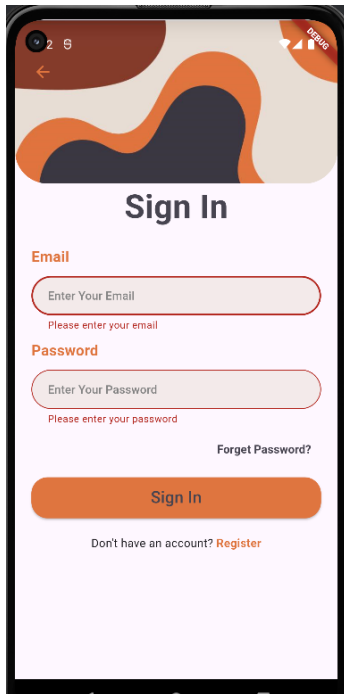 2
DEBUG
Sign In
Email
Enter Your Email
Please enter your email
Password
Enter Your Password
Please enter your password
Forget Password?
Sign In
Don't have an account? Register